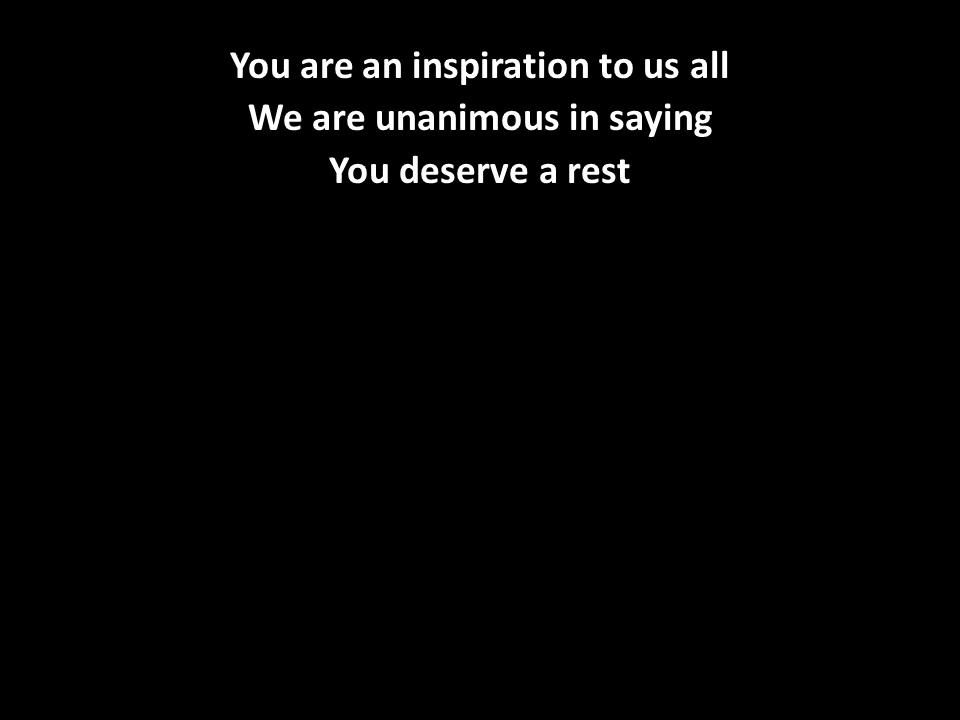 You are an inspiration to us all
We are unanimous in saying
You deserve a rest